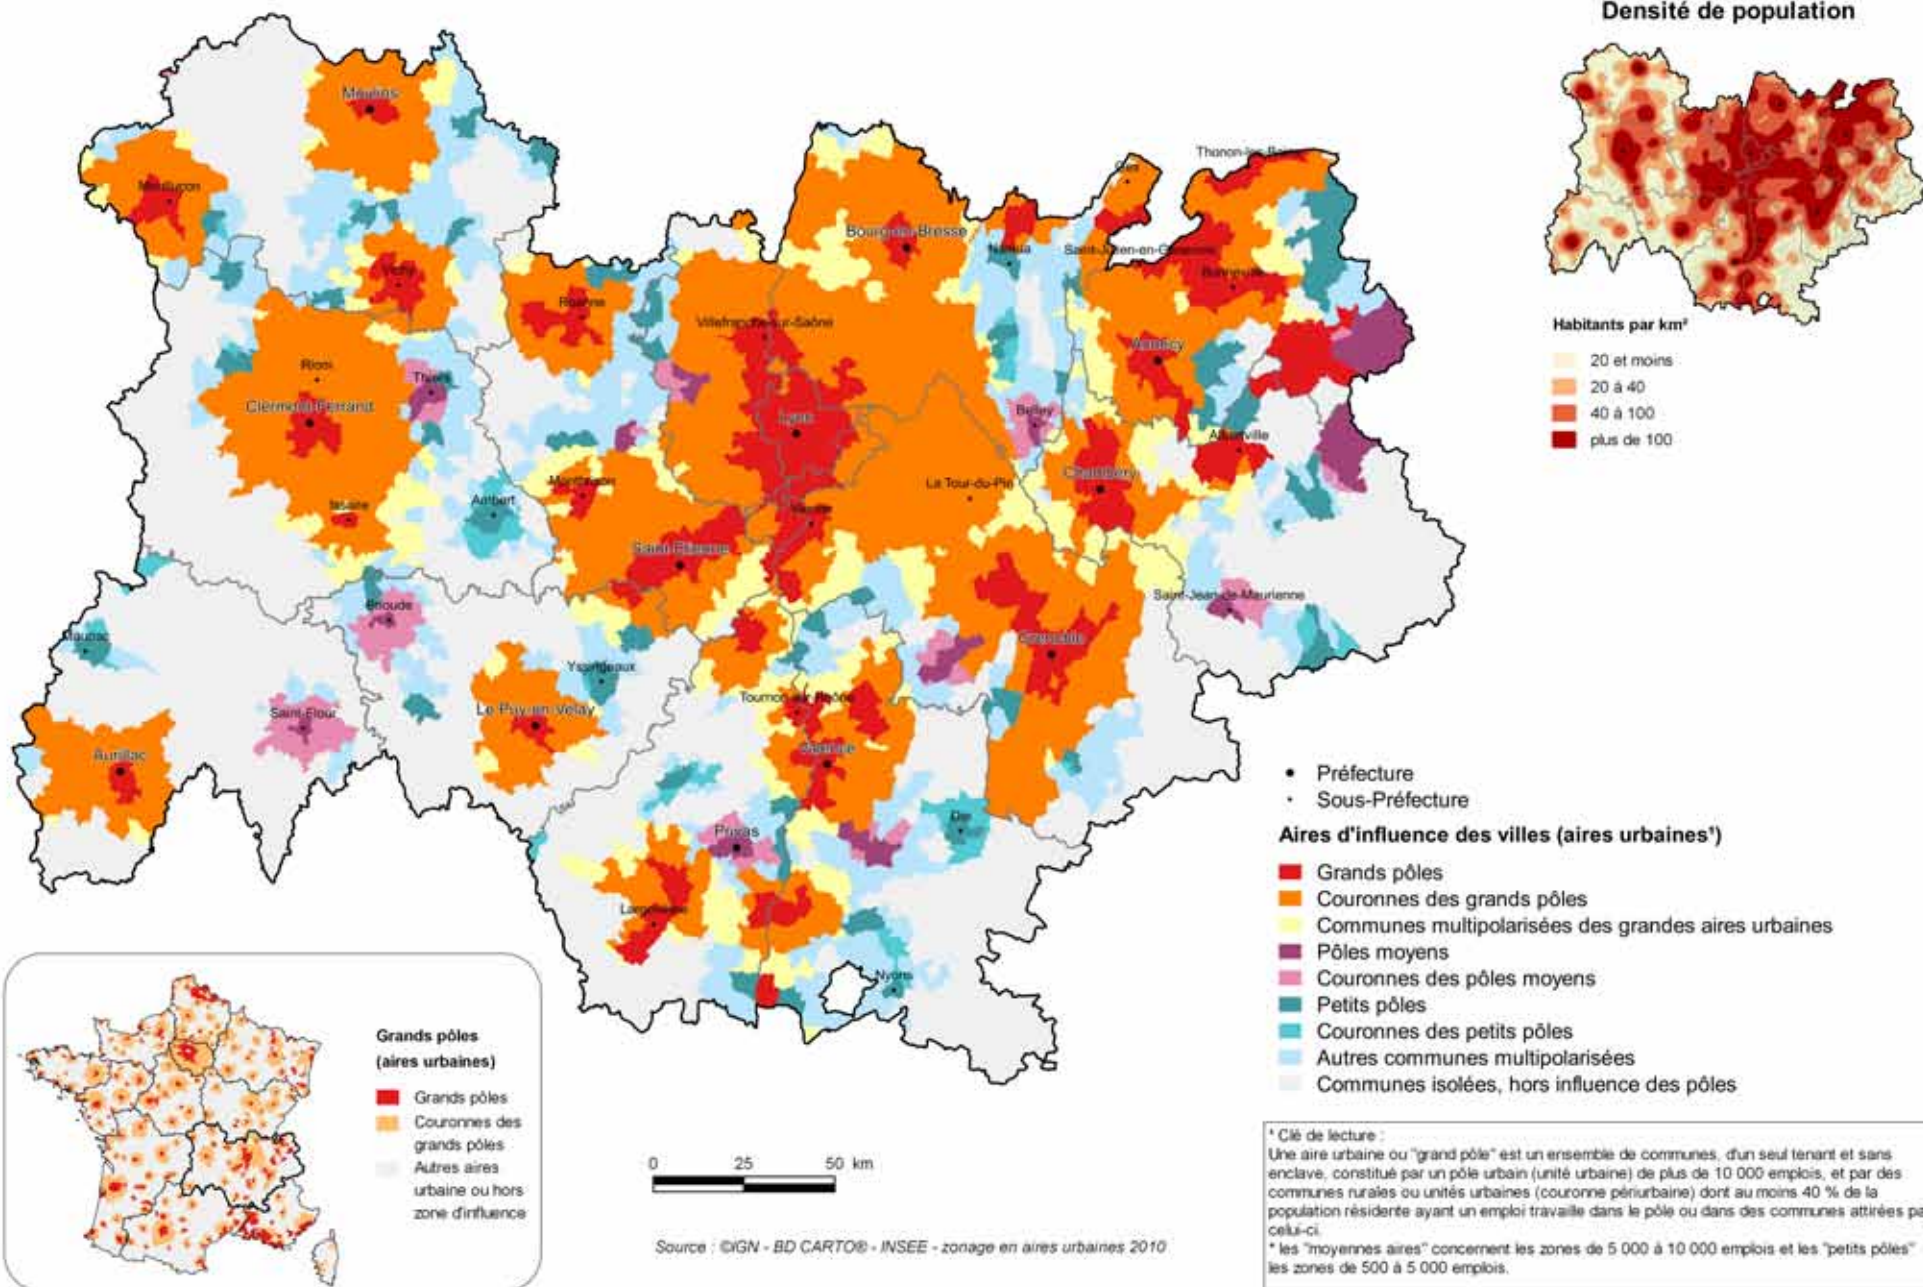 Densité de population
Habitants par km²
20 et moins
20 à 40
40 à 100
plus de 100
Moulins
Montluçon
Vichy
Riom
Clermont-Ferrand
Thiers
Issoire
Ambert
Roanne
Villefranche-sur-Saône
Bourg-en-Bresse
Nantua
Gex
Thonon-les-Bains
Saint-Julien-en-Genevois
Bonneville
Annecy
Lyon
Belley
Albertville
Chambéry
La Tour-du-Pin
Montbrison
Vienne
Saint-Etienne
Saint-Jean-de-Maurienne
Grenoble
Brioude
Mauriac
Yssingeaux
Tournon-sur-Rhône
Saint-Flour
Le Puy-en-Velay
Aurillac
Valence
Die
Privas
Largentière
Nyons
Préfecture
Sous-Préfecture
Aires d'influence des villes (aires urbaines¹)
Grands pôles
Couronnes des grands pôles
Communes multipolarisées des grandes aires urbaines
Pôles moyens
Couronnes des pôles moyens
Petits pôles
Couronnes des petits pôles
Autres communes multipolarisées
Communes isolées, hors influence des pôles
Grands pôles
(aires urbaines)
Grands pôles
Couronnes des
grands pôles
Autres aires
urbaine ou hors
zone d'influence
0 25 50 km
Source : ©IGN - BD CARTO® - INSEE - zonage en aires urbaines 2010
¹ Clé de lecture :
Une aire urbaine ou "grand pôle" est un ensemble de communes, d'un seul tenant et sans
enclave, constitué par un pôle urbain (unité urbaine) de plus de 10 000 emplois, et par des
communes rurales ou unités urbaines (couronne périurbaine) dont au moins 40 % de la
population résidente ayant un emploi travaille dans le pôle ou dans des communes attirées pa
celui-ci.
* les "moyennes aires" concernent les zones de 5 000 à 10 000 emplois et les "petits pôles"
les zones de 500 à 5 000 emplois.